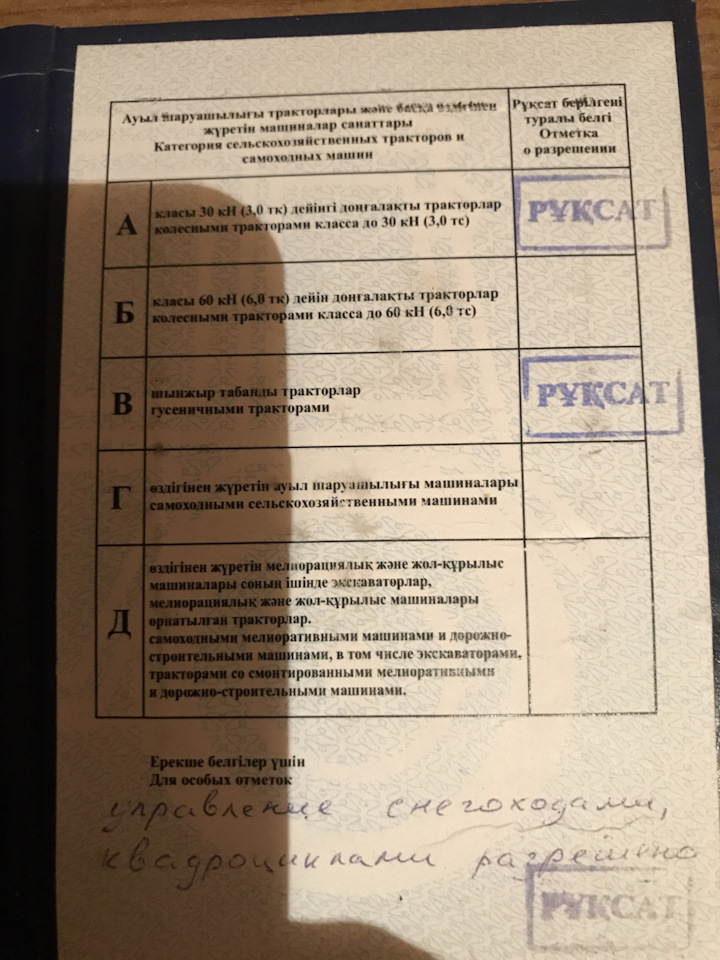 Ауыл шаруашылығы тракторлары және басқа өздігінен
жүретін машиналар санаттары
Категория сельскохозяйственных тракторов и
самоходных машин
Рұқсат берілгені
туралы белгі
Отметка
о разрешении
А
класы 30 кН (3,0 тк) дейінгі доңғалақты тракторлар
колесными тракторами класса до 30 кН (3,0 тс)
РҰҚСАТ
Б
класы 60 кН (6,0 тк) дейін доңғалақты тракторлар
колесными тракторами класса до 60 кН (6,0 тс)
В
шынжыр табанды тракторлар
гусеничными тракторами
РҰҚСАТ
Г
өздігінен жүретін ауыл шаруашылығы машиналары
самоходными сельскохозяйственными машинами
Д
өздігінен жүретін мелиорациялық және жол-құрылыс
машиналары соның ішінде экскаваторлар,
мелиорациялық және жол-құрылыс машиналары
орнатылған тракторлар.
самоходными мелиоративными машинами и дорожно-
строительными машинами, в том числе экскаваторами,
тракторами со смонтированными мелиоративными
и дорожно-строительными машинами.
Ерекше белгілер үшін
Для особых отметок
управление снегоходами,
квадроциклами разрешено
РҰҚСАТ